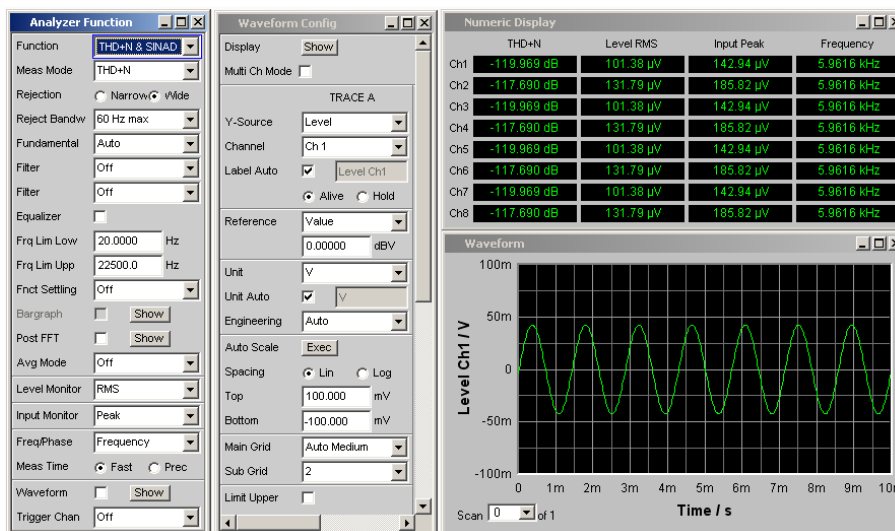 Analyzer Function
Function THD+N & SINAD
Meas Mode THD+N
Rejection Narrow Wide
Reject Bandw 60 Hz max
Fundamental Auto
Filter Off
Filter Off
Equalizer
Frq Lim Low 20.0000 Hz
Frq Lim Upp 22500.0 Hz
Fnct Settling Off
Bargraph Show
Post FFT Show
Avg Mode Off
Level Monitor RMS
Input Monitor Peak
Freq/Phase Frequency
Meas Time Fast Prec
Waveform Show
Trigger Chan Off
Waveform Config
Display Show
Multi Ch Mode
TRACE A
Y-Source Level
Channel Ch 1
Label Auto Level Ch1
Alive Hold
Reference Value
0.00000 dBV
Unit V
Unit Auto V
Engineering Auto
Auto Scale Exec
Spacing Lin Log
Top 100.000 mV
Bottom -100.000 mV
Main Grid Auto Medium
Sub Grid 2
Limit Upper
Numeric Display
THD+N Level RMS Input Peak Frequency
Ch1 -119.969 dB 101.38 µV 142.94 µV 5.9616 kHz
Ch2 -117.690 dB 131.79 µV 185.82 µV 5.9616 kHz
Ch3 -119.969 dB 101.38 µV 142.94 µV 5.9616 kHz
Ch4 -117.690 dB 131.79 µV 185.82 µV 5.9616 kHz
Ch5 -119.969 dB 101.38 µV 142.94 µV 5.9616 kHz
Ch6 -117.690 dB 131.79 µV 185.82 µV 5.9616 kHz
Ch7 -119.969 dB 101.38 µV 142.94 µV 5.9616 kHz
Ch8 -117.690 dB 131.79 µV 185.82 µV 5.9616 kHz
Waveform
Level Ch1 / V
100m
50m
0
-50m
-100m
0 1m 2m 3m 4m 5m 6m 7m 8m 9m 10m
Time / s
Scan 0 of 1